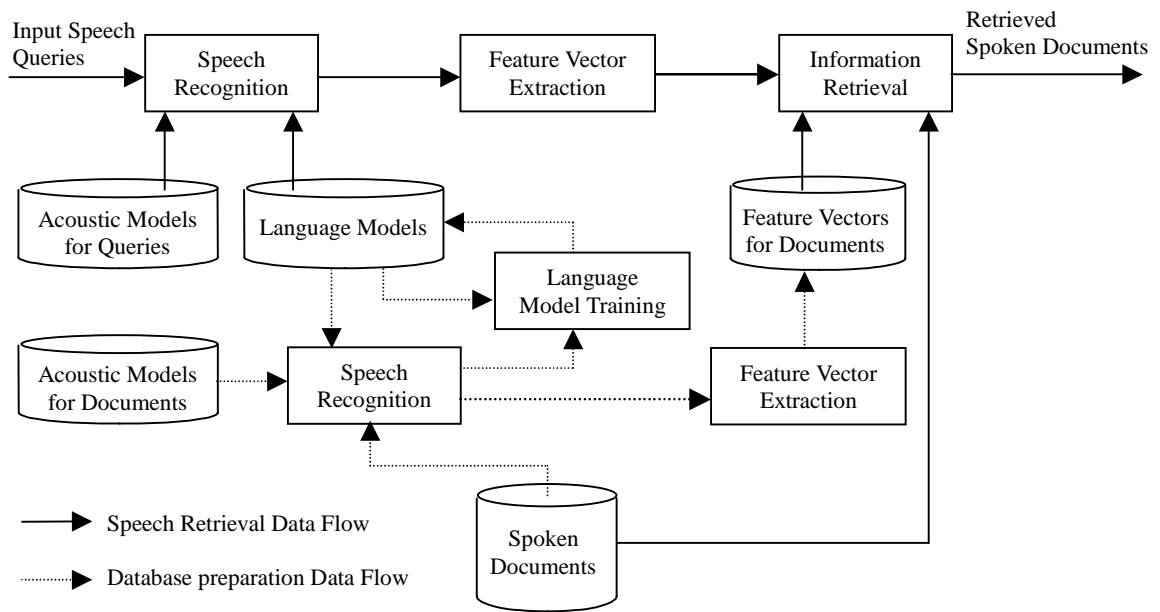 Input Speech
Queries
Speech
Recognition
Feature Vector
Extraction
Information
Retrieval
Retrieved
Spoken Documents
Acoustic Models
for Queries
Language Models
Feature Vectors
for Documents
Language
Model Training
Acoustic Models
for Documents
Speech
Recognition
Feature Vector
Extraction
Spoken
Documents
Speech Retrieval Data Flow
Database preparation Data Flow